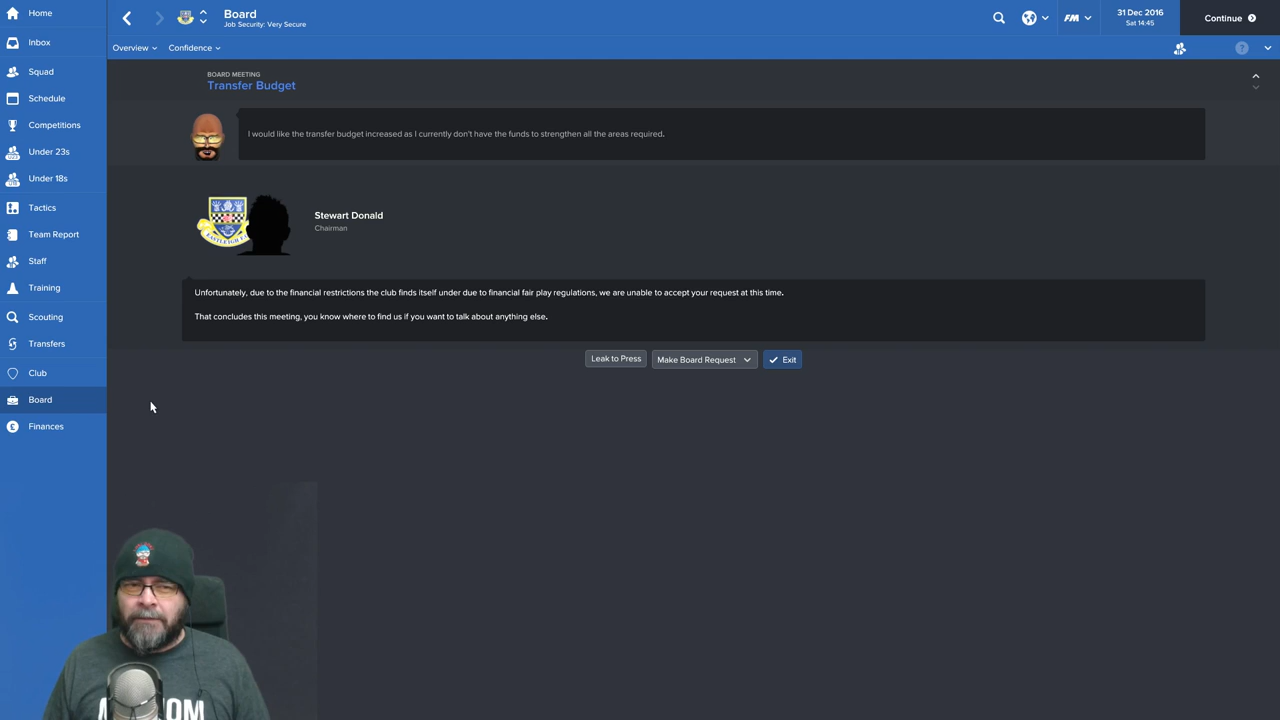 Home
Inbox
Squad
Schedule
Competitions
Under 23s
Under 18s
Tactics
Team Report
Staff
Training
Scouting
Transfers
Club
Board
Finances
Board
Job Security: Very Secure
FM
31 Dec 2016
Sat 14:45
Continue
Overview
Confidence
?
BOARD MEETING
Transfer Budget
I would like the transfer budget increased as I currently don't have the funds to strengthen all the areas required.
Stewart Donald
Chairman
Unfortunately, due to the financial restrictions the club finds itself under due to financial fair play regulations, we are unable to accept your request at this time.
That concludes this meeting, you know where to find us if you want to talk about anything else.
Leak to Press
Make Board Request
Exit